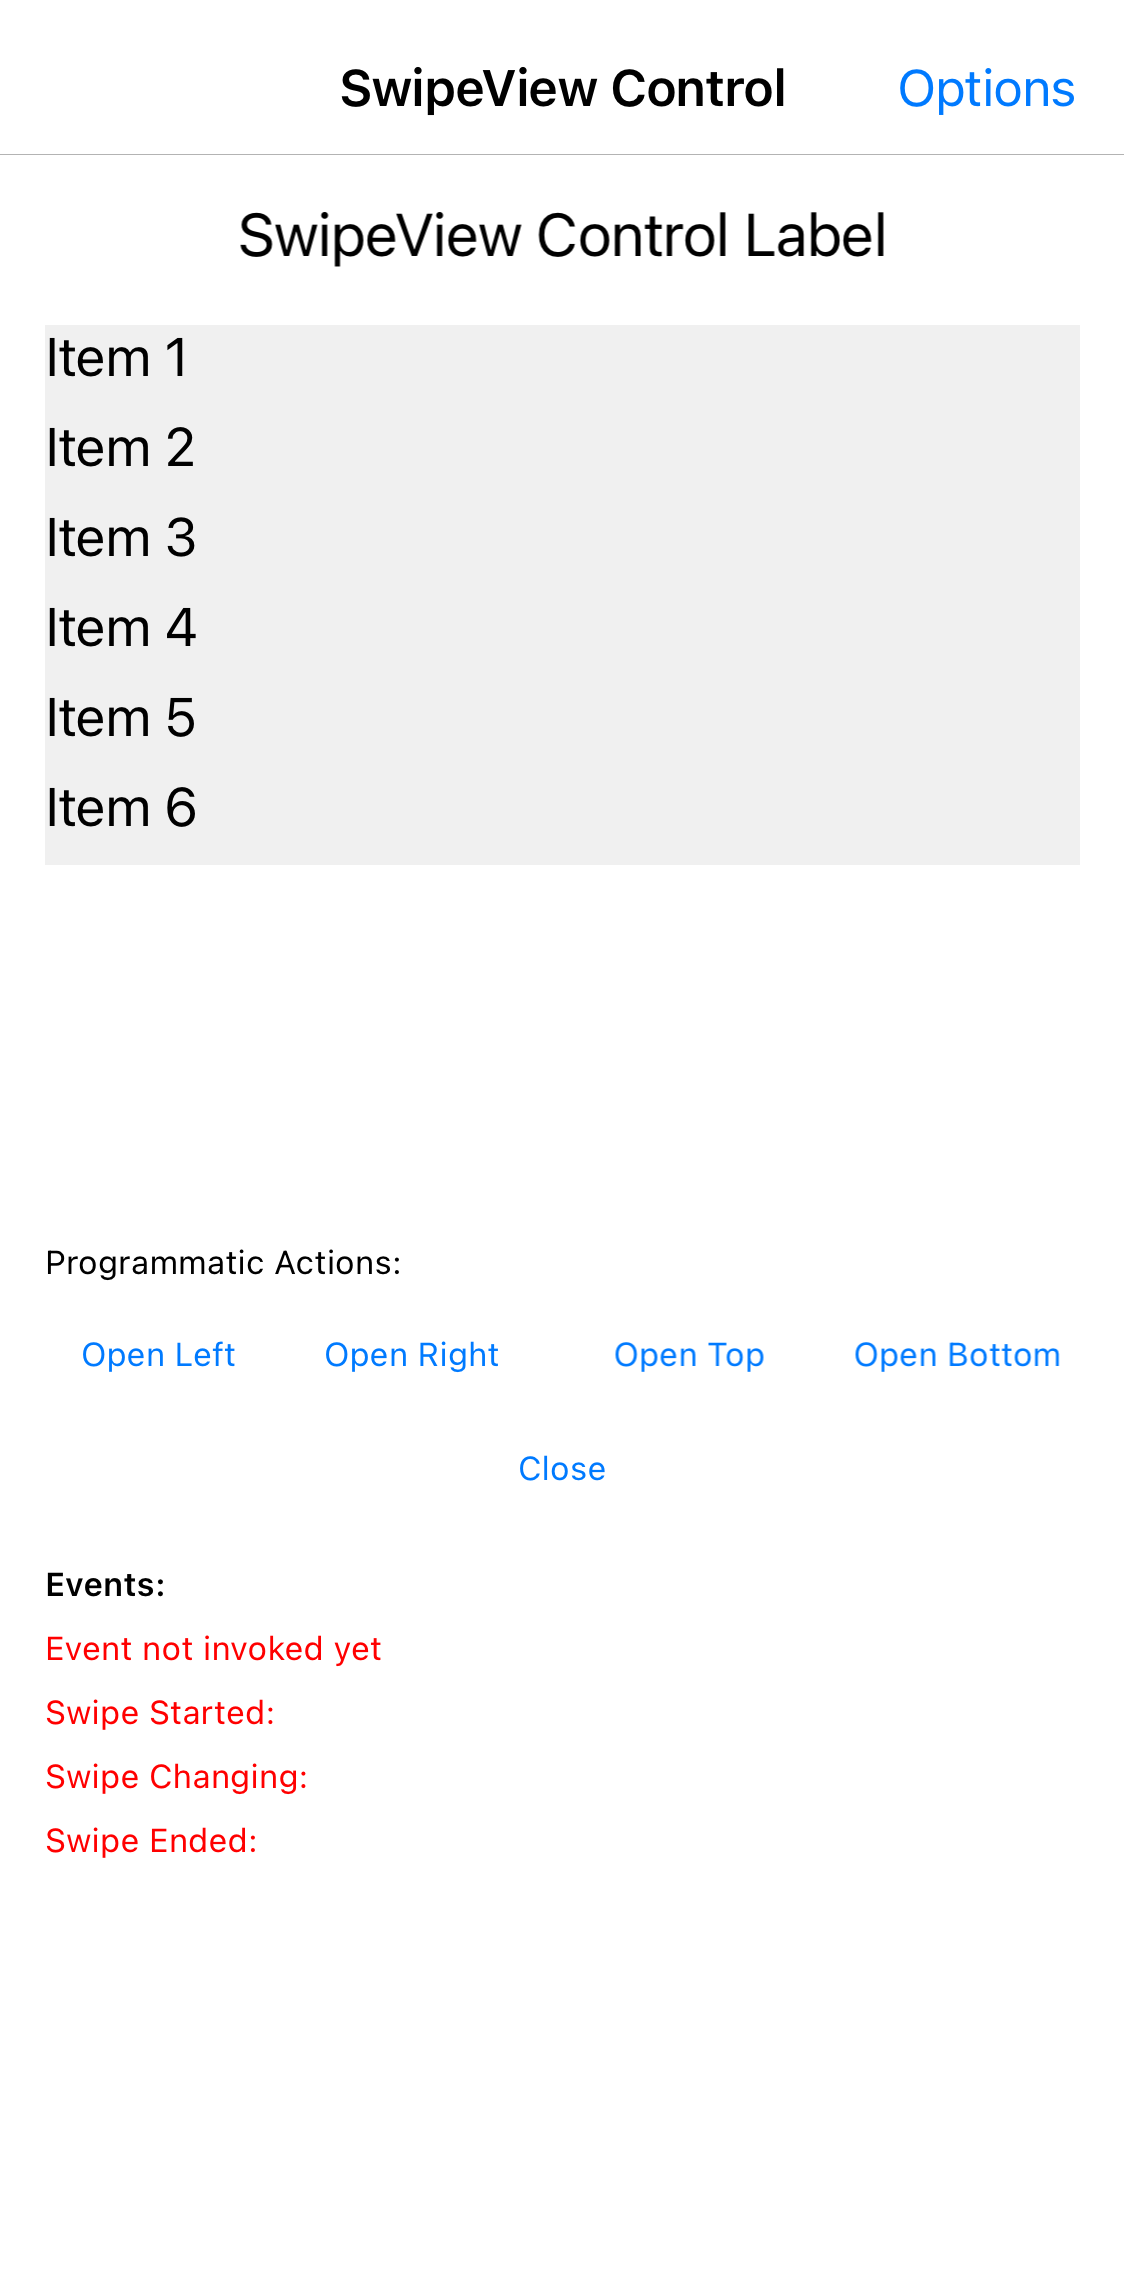 SwipeView Control Options
SwipeView Control Label
Item 1
Item 2
Item 3
Item 4
Item 5
Item 6
Programmatic Actions:
Open Left Open Right Open Top Open Bottom
Close
Events:
Event not invoked yet
Swipe Started:
Swipe Changing:
Swipe Ended: